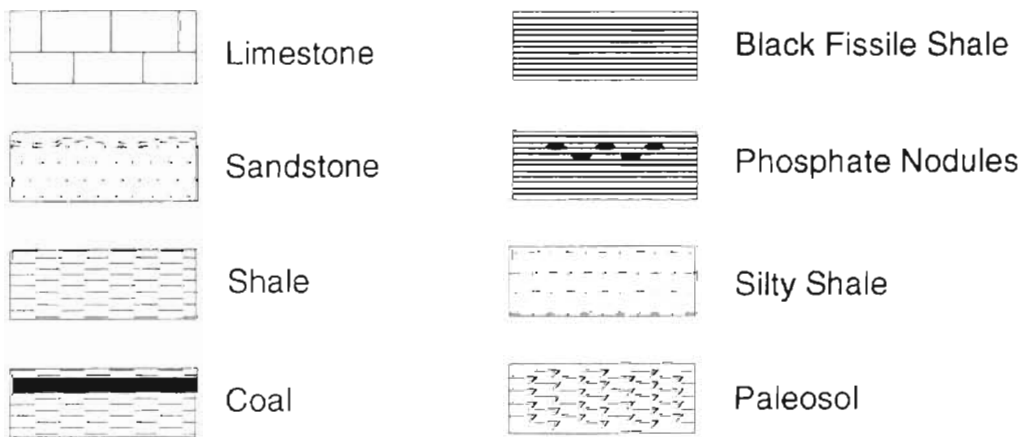 Limestone
Sandstone
Shale
Coal
Black Fissile Shale
Phosphate Nodules
Silty Shale
Paleosol